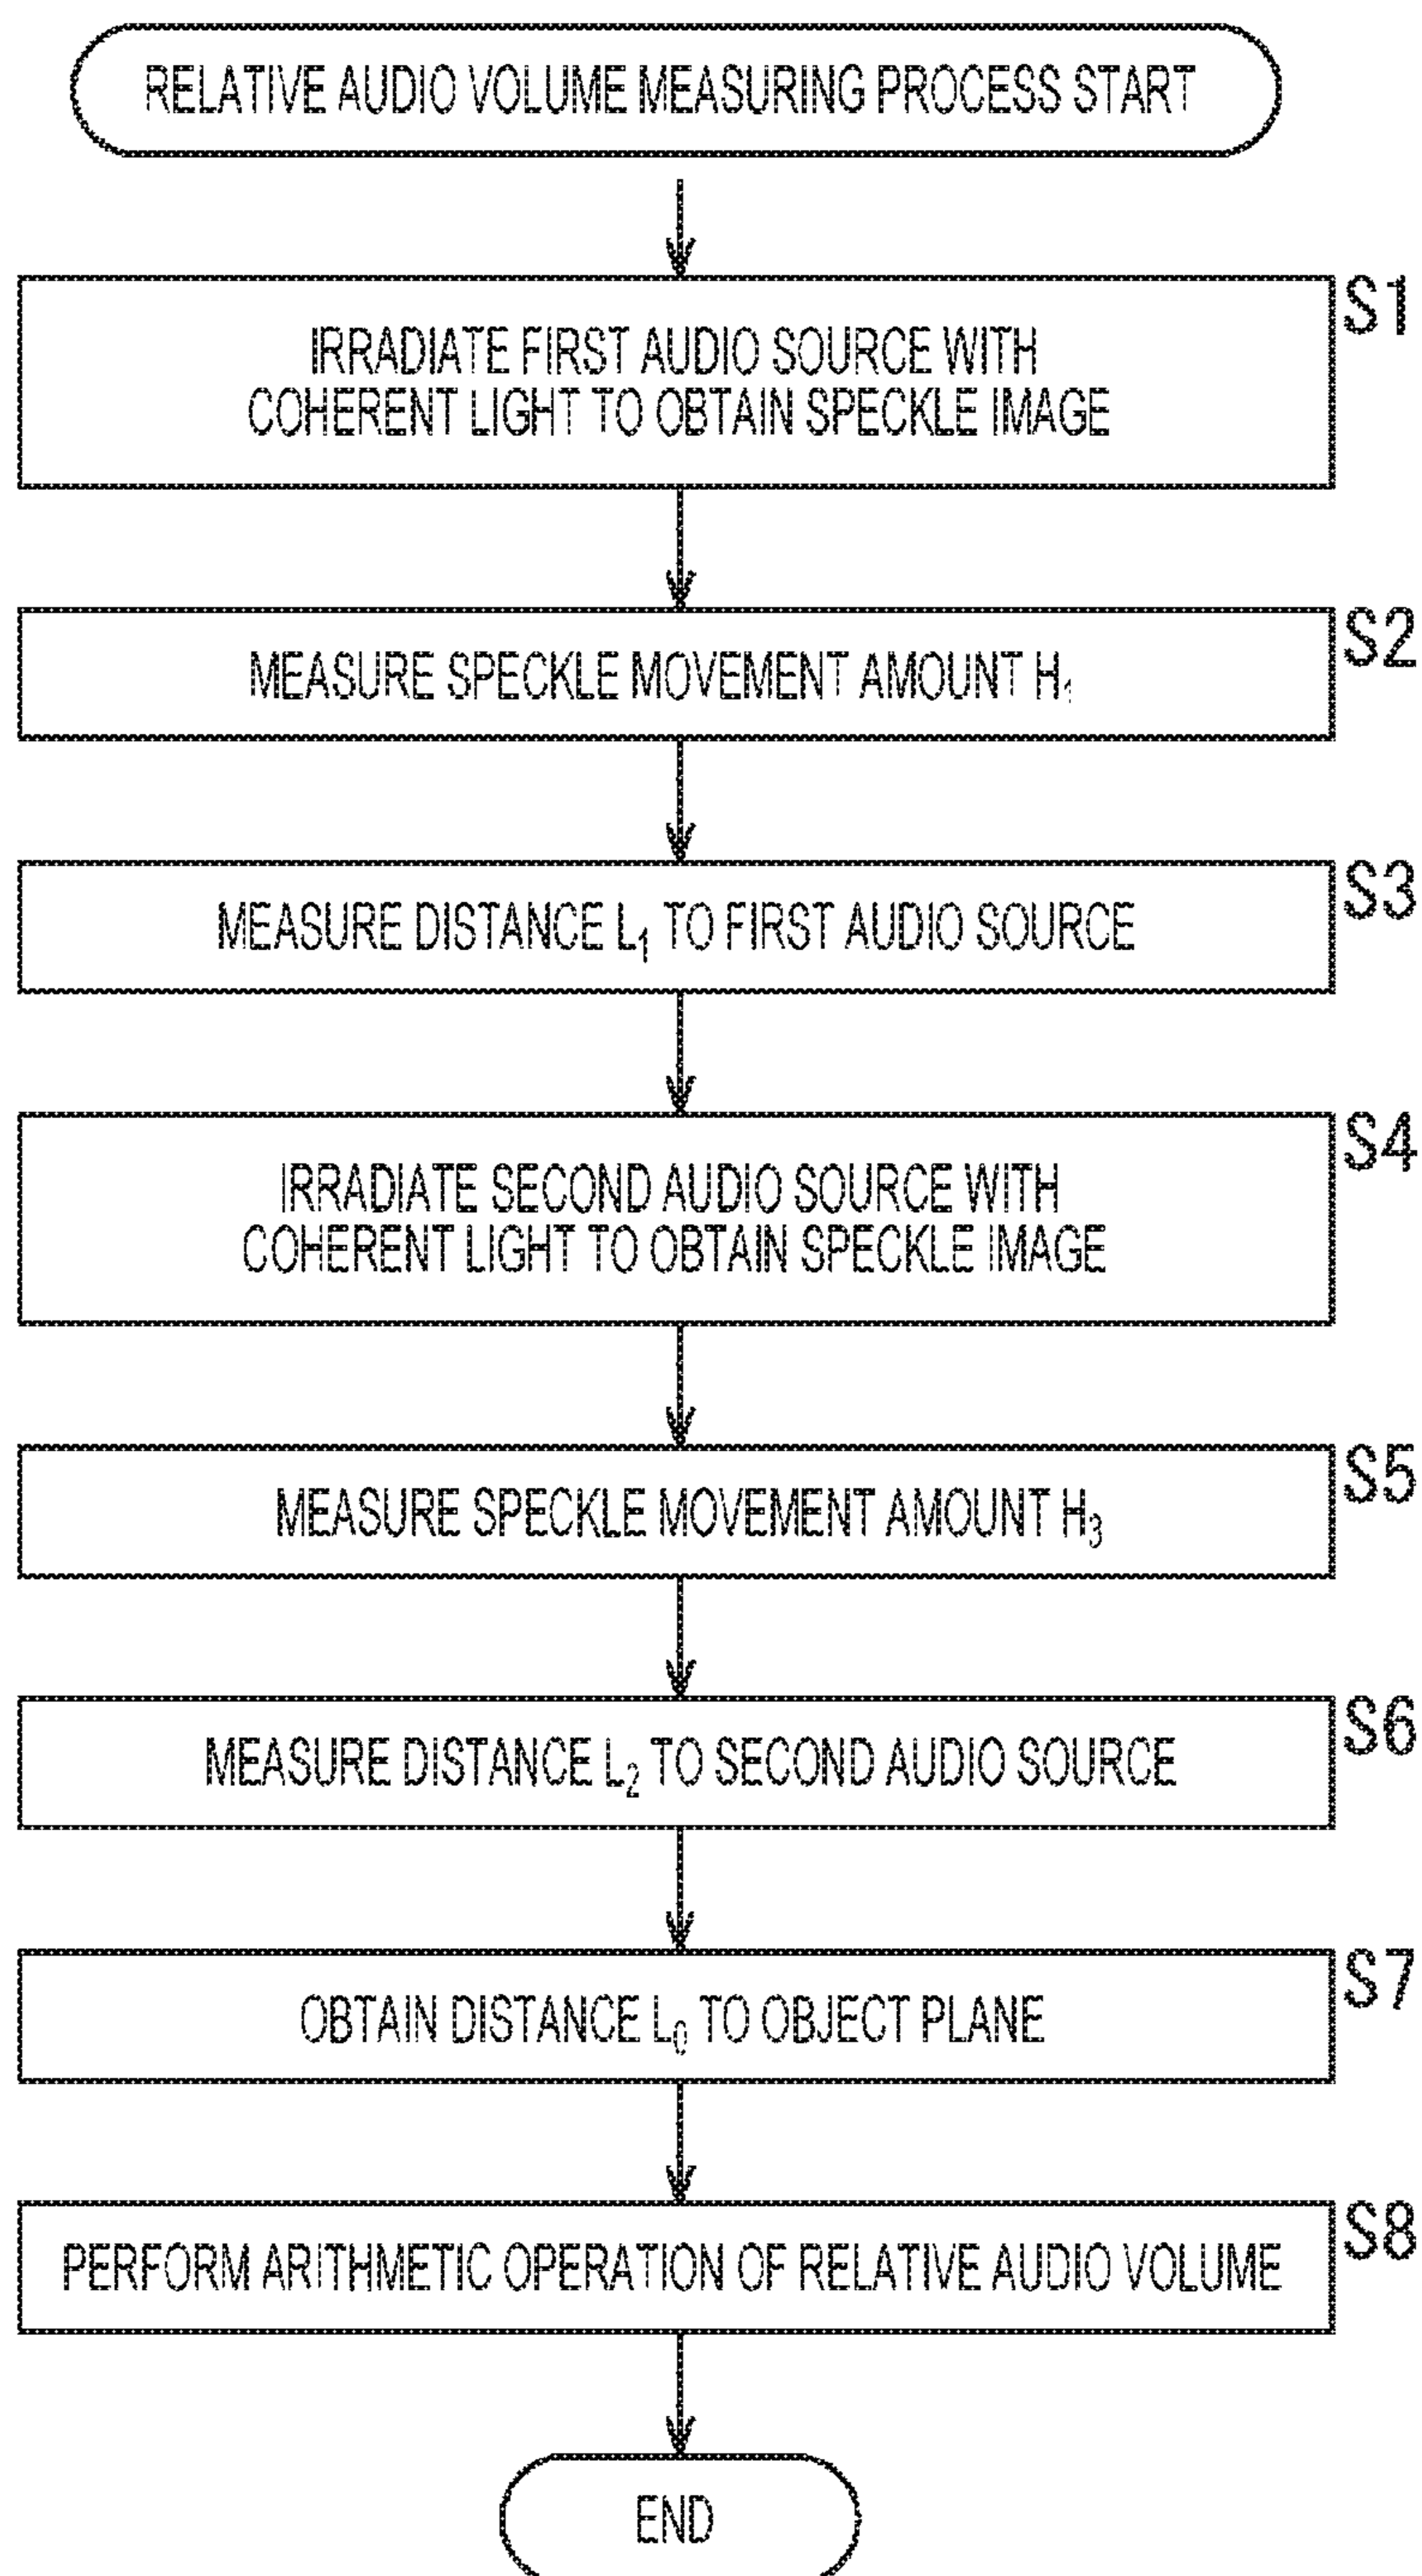 RELATIVE AUDIO VOLUME MEASURING PROCESS START
S1
IRRADIATE FIRST AUDIO SOURCE WITH
COHERENT LIGHT TO OBTAIN SPECKLE IMAGE
S2
MEASURE SPECKLE MOVEMENT AMOUNT H₁
S3
MEASURE DISTANCE L₁ TO FIRST AUDIO SOURCE
S4
IRRADIATE SECOND AUDIO SOURCE WITH
COHERENT LIGHT TO OBTAIN SPECKLE IMAGE
S5
MEASURE SPECKLE MOVEMENT AMOUNT H₃
S6
MEASURE DISTANCE L₂ TO SECOND AUDIO SOURCE
S7
OBTAIN DISTANCE L₀ TO OBJECT PLANE
S8
PERFORM ARITHMETIC OPERATION OF RELATIVE AUDIO VOLUME
END